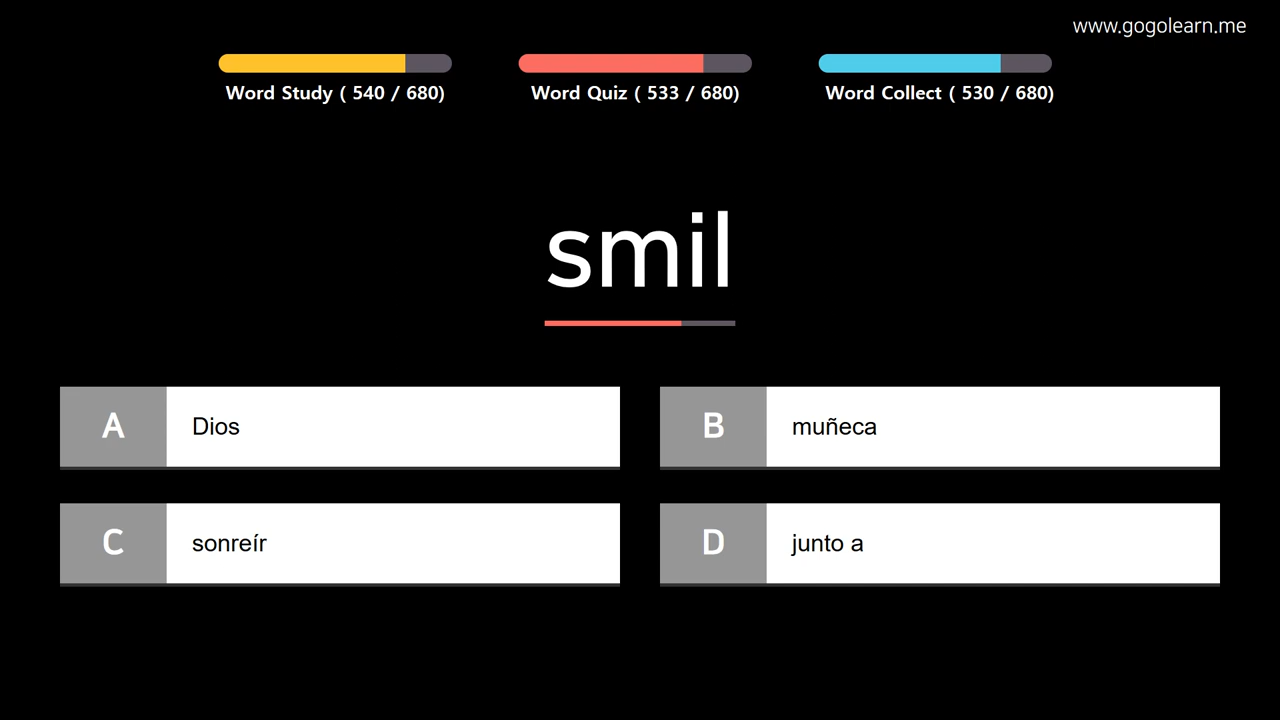 www.gogolearn.me
Word Study ( 540 / 680)
Word Quiz ( 533 / 680)
Word Collect ( 530 / 680)
smil
A Dios
B muñeca
C sonreír
D junto a